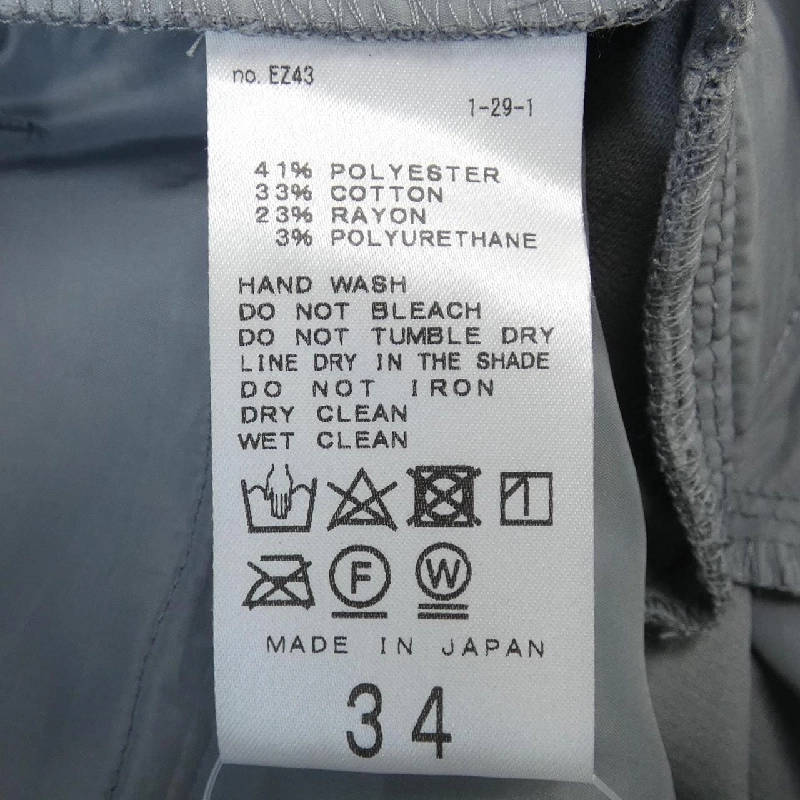 no. EZ43
1-29-1
41% POLYESTER
33% COTTON
23% RAYON
3% POLYURETHANE
HAND WASH
DO NOT BLEACH
DO NOT TUMBLE DRY
LINE DRY IN THE SHADE
DO NOT IRON
DRY CLEAN
WET CLEAN
F W
MADE IN JAPAN
34